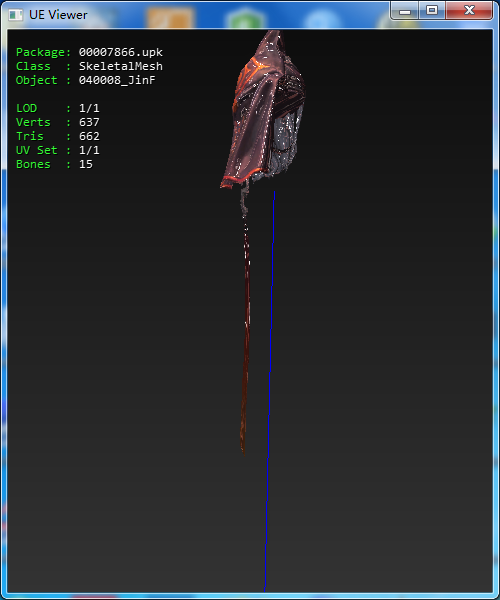 UE Viewer
Package: 00007866.upk
Class : SkeletalMesh
Object : 040008_JinF
LOD : 1/1
Verts : 637
Tris : 662
UV Set : 1/1
Bones : 15